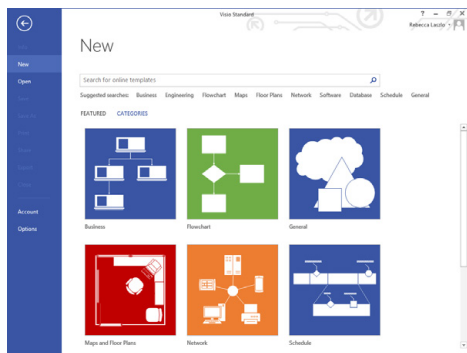 Visio Standard
Rebecca Laszlo
New
New
Open
Account
Options
Search for online templates
Suggested searches: Business Engineering Flowchart Maps Floor Plans Network Software Database Schedule General
FEATURED CATEGORIES
Business Flowchart General
Maps and Floor Plans Network Schedule